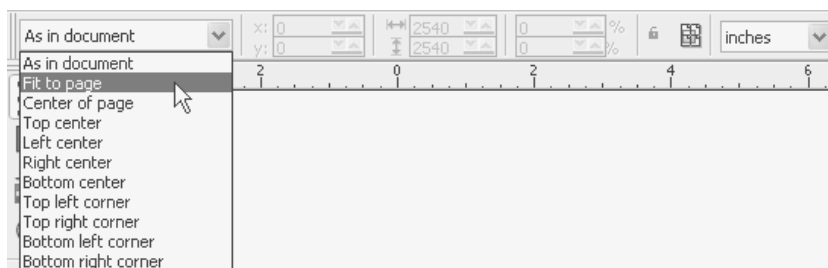 As in document x: 0 2540 0 % inches
y: 0 2540 0 %
As in document
Fit to page
Center of page
Top center
Left center
Right center
Bottom center
Top left corner
Top right corner
Bottom left corner
Bottom right corner
2 0 2 4 6